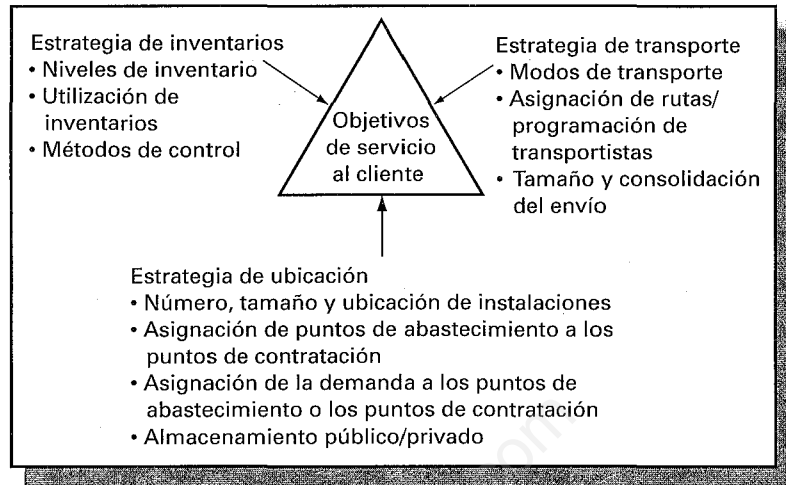 Estrategia de inventarios
• Niveles de inventario
• Utilización de
inventarios
• Métodos de control
Objetivos
de servicio
al cliente
Estrategia de transporte
• Modos de transporte
• Asignación de rutas/
programación de
transportistas
• Tamaño y consolidación
del envío
Estrategia de ubicación
• Número, tamaño y ubicación de instalaciones
• Asignación de puntos de abastecimiento a los
puntos de contratación
• Asignación de la demanda a los puntos de
abastecimiento o los puntos de contratación
• Almacenamiento público/privado
om